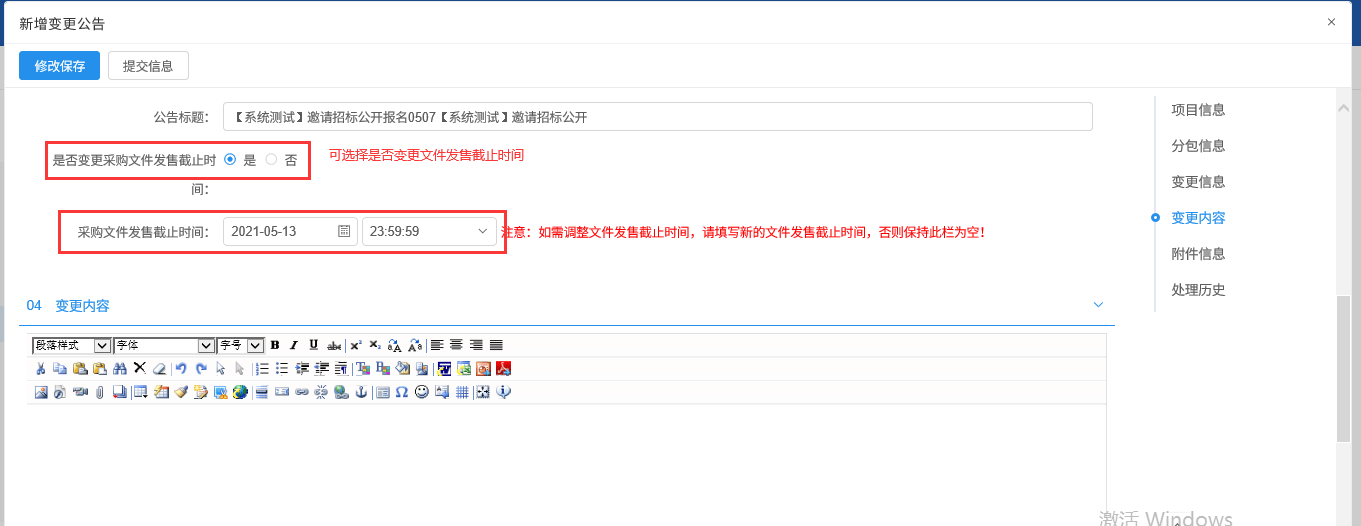 新增变更公告
×
修改保存 提交信息
公告标题： 【系统测试】邀请招标公开报名0507【系统测试】邀请招标公开
是否变更采购文件发售截止时 是 否
间：
可选择是否变更文件发售截止时间
采购文件发售截止时间： 2021-05-13 23:59:59
注意：如需调整文件发售截止时间，请填写新的文件发售截止时间，否则保持此栏为空！
04 变更内容
段落样式 字体 字号 B I U abc x² x₂
项目信息
分包信息
变更信息
变更内容
附件信息
处理历史
激活 Windows